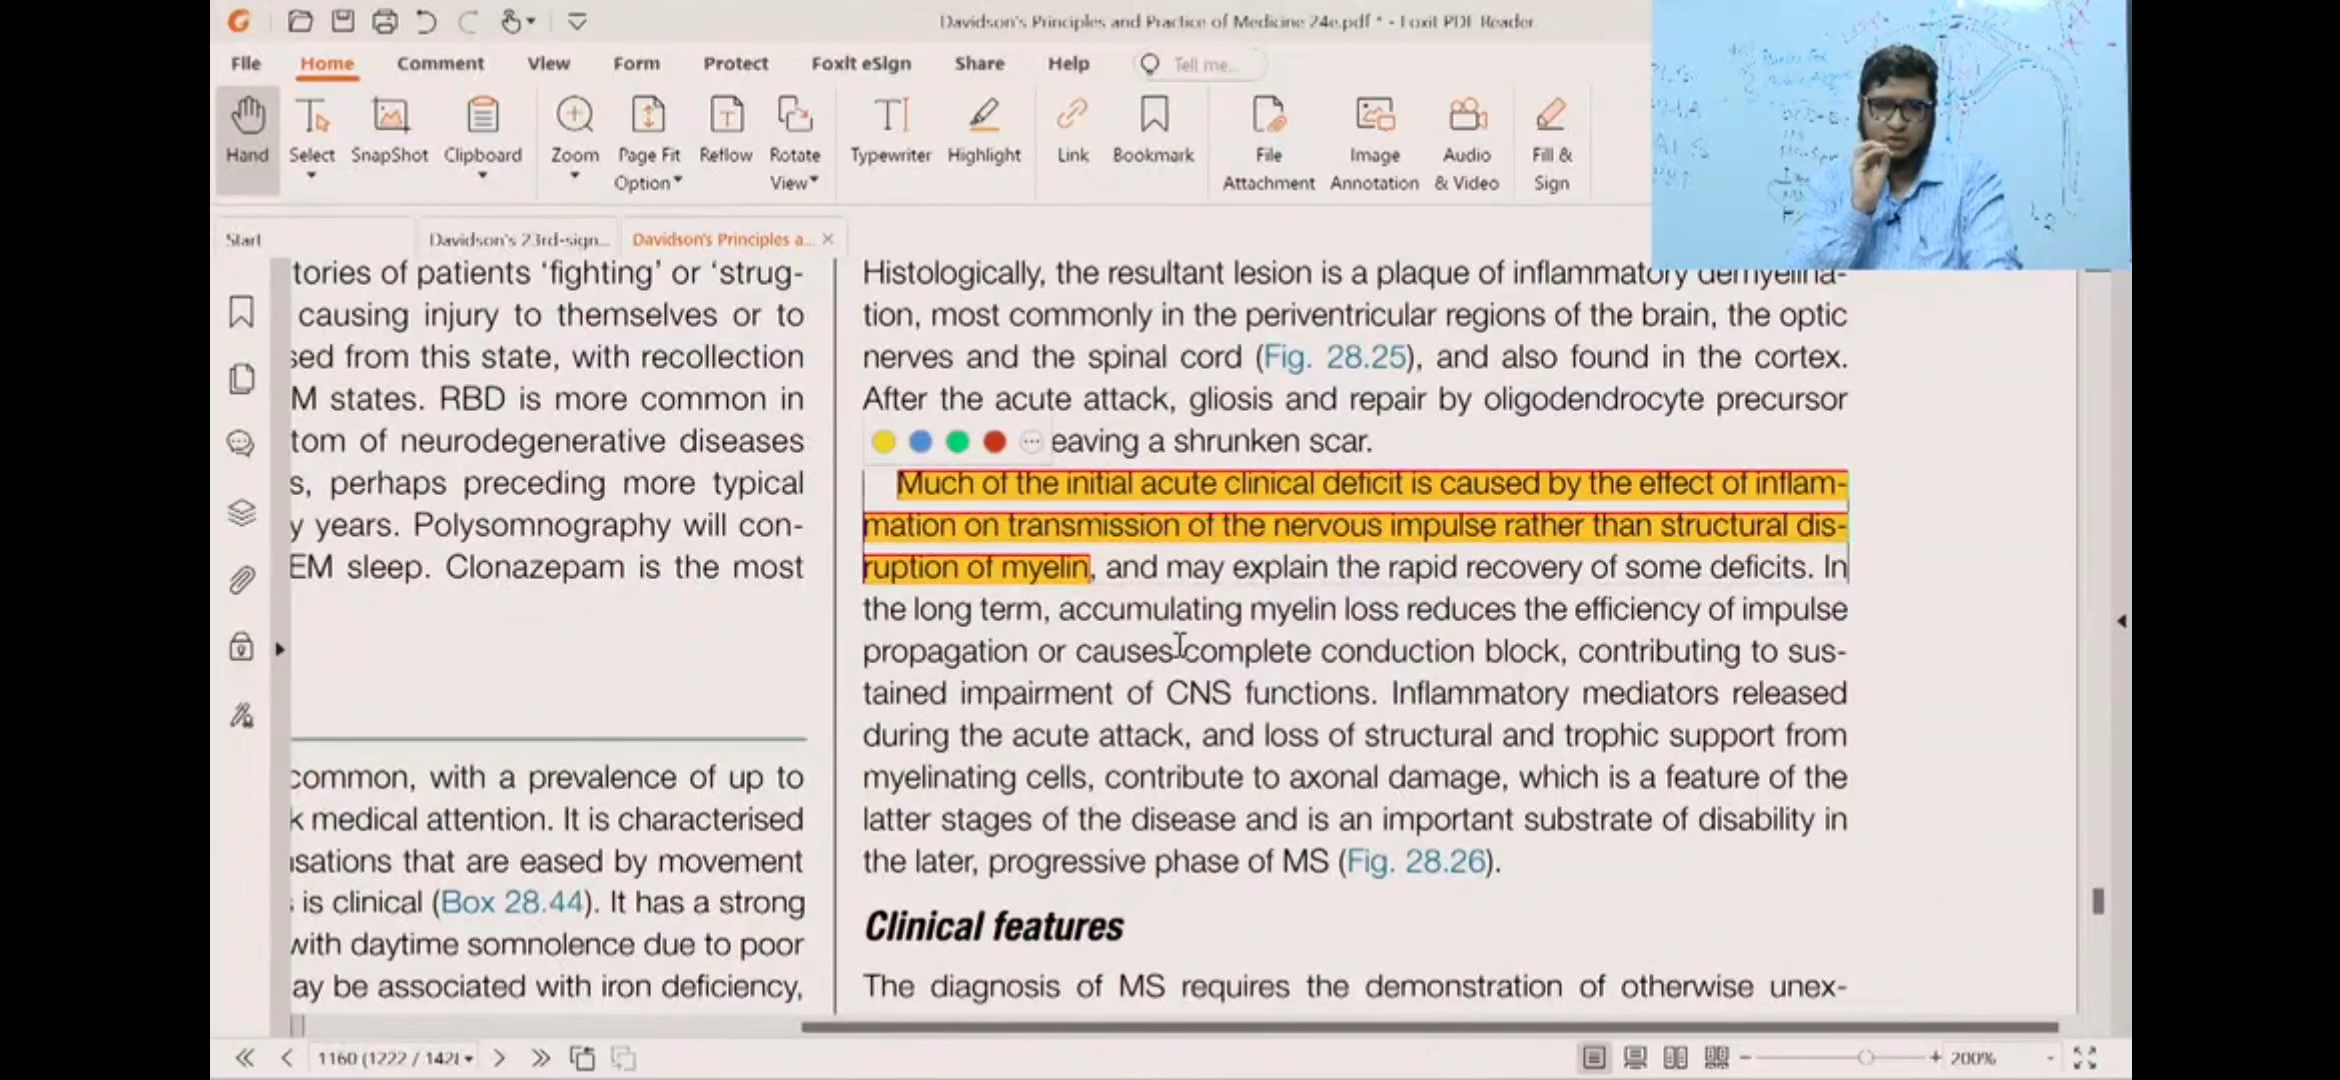 Davidson's Principles and Practice of Medicine 24e.pdf * - Foxit PDF Reader
File Home Comment View Form Protect Foxit eSign Share Help Tell me...
Hand Select SnapShot Clipboard Zoom Page Fit Option Reflow Rotate View Typewriter Highlight Link Bookmark File Attachment Image Annotation Audio & Video Fill & Sign
Start Davidson's 23rd-sign... Davidson's Principles a...
tories of patients ‘fighting’ or ‘strug-
causing injury to themselves or to
sed from this state, with recollection
M states. RBD is more common in
tom of neurodegenerative diseases
s, perhaps preceding more typical
y years. Polysomnography will con-
EM sleep. Clonazepam is the most
common, with a prevalence of up to
k medical attention. It is characterised
sations that are eased by movement
is clinical (Box 28.44). It has a strong
with daytime somnolence due to poor
ay be associated with iron deficiency,
Histologically, the resultant lesion is a plaque of inflammatory demyelina-
tion, most commonly in the periventricular regions of the brain, the optic
nerves and the spinal cord (Fig. 28.25), and also found in the cortex.
After the acute attack, gliosis and repair by oligodendrocyte precursor
eaving a shrunken scar.
Much of the initial acute clinical deficit is caused by the effect of inflam-
mation on transmission of the nervous impulse rather than structural dis-
ruption of myelin, and may explain the rapid recovery of some deficits. In
the long term, accumulating myelin loss reduces the efficiency of impulse
propagation or causes complete conduction block, contributing to sus-
tained impairment of CNS functions. Inflammatory mediators released
during the acute attack, and loss of structural and trophic support from
myelinating cells, contribute to axonal damage, which is a feature of the
latter stages of the disease and is an important substrate of disability in
the later, progressive phase of MS (Fig. 28.26).
Clinical features
The diagnosis of MS requires the demonstration of otherwise unex-
1160 (1222 / 142 200%